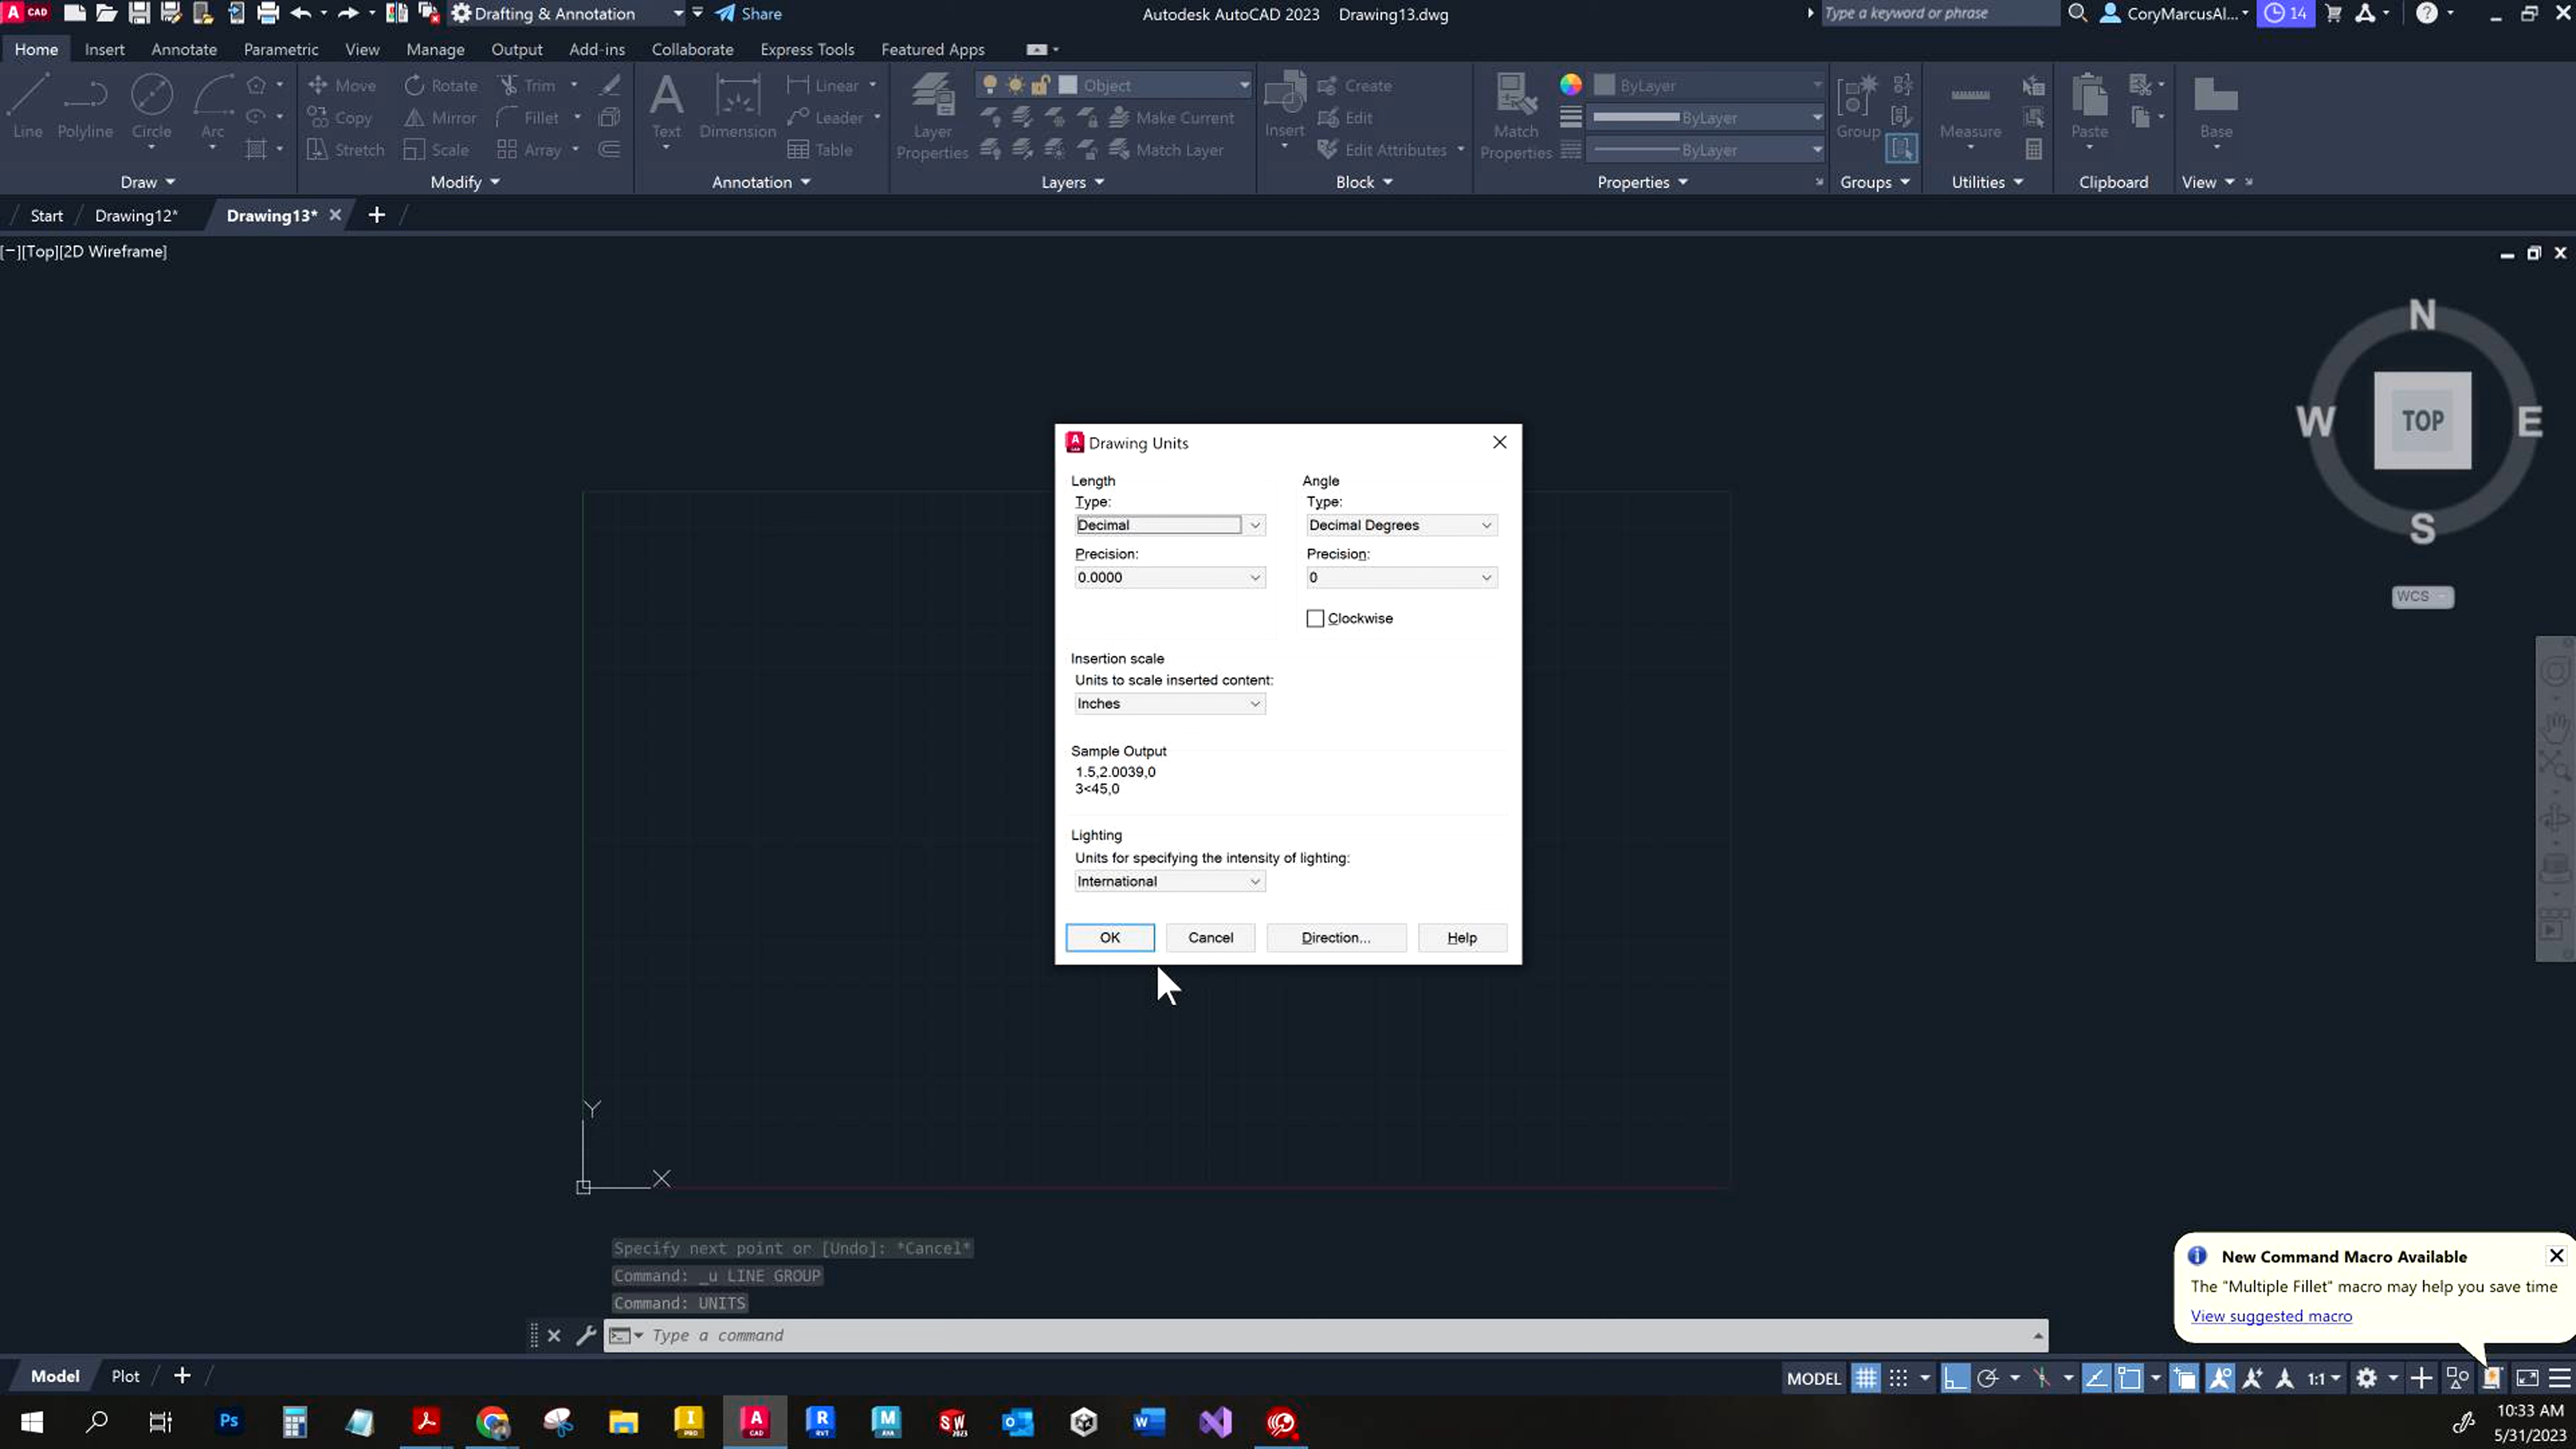 A CAD Drafting & Annotation Share Autodesk AutoCAD 2023 Drawing13.dwg Type a keyword or phrase CoryMarcusAl... 14
Home Insert Annotate Parametric View Manage Output Add-ins Collaborate Express Tools Featured Apps
Move Rotate Trim Linear Object Create ByLayer
Copy Mirror Fillet Leader Make Current Edit ByLayer
Line Polyline Circle Arc Text Dimension Layer Properties Insert Match Properties Group Measure Paste Base
Stretch Scale Array Table Match Layer Edit Attributes ByLayer
Draw Modify Annotation Layers Block Properties Groups Utilities Clipboard View
Start Drawing12* Drawing13*
[−][Top][2D Wireframe]
N
W TOP E
S
WCS
Drawing Units
Length Angle
Type: Type:
Decimal Decimal Degrees
Precision: Precision:
0.0000 0
Clockwise
Insertion scale
Units to scale inserted content:
Inches
Sample Output
1.5,2.0039,0
3<45,0
Lighting
Units for specifying the intensity of lighting:
International
OK Cancel Direction... Help
Y
X
Specify next point or [Undo]: *Cancel*
Command: _u LINE GROUP
Command: UNITS
Type a command
New Command Macro Available
The "Multiple Fillet" macro may help you save time
View suggested macro
Model Plot MODEL 1:1
Ps I PRO A CAD R RVT M MAYA SW 2023 W
10:33 AM
5/31/2023